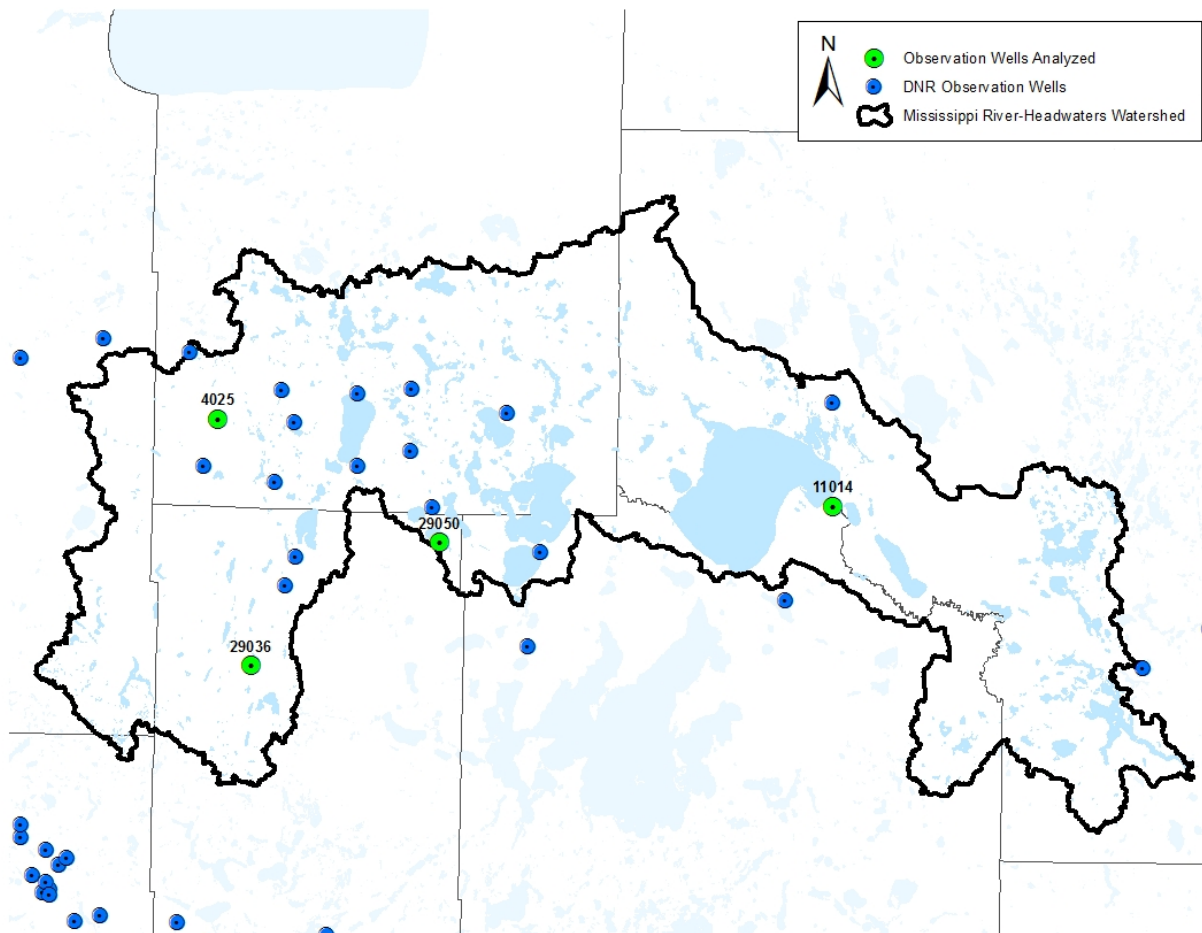 N
Observation Wells Analyzed
DNR Observation Wells
Mississippi River-Headwaters Watershed
4025
11014
29050
29036